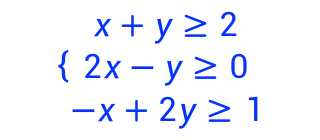 x + y ≥ 2
{ 2x − y ≥ 0
−x + 2y ≥ 1